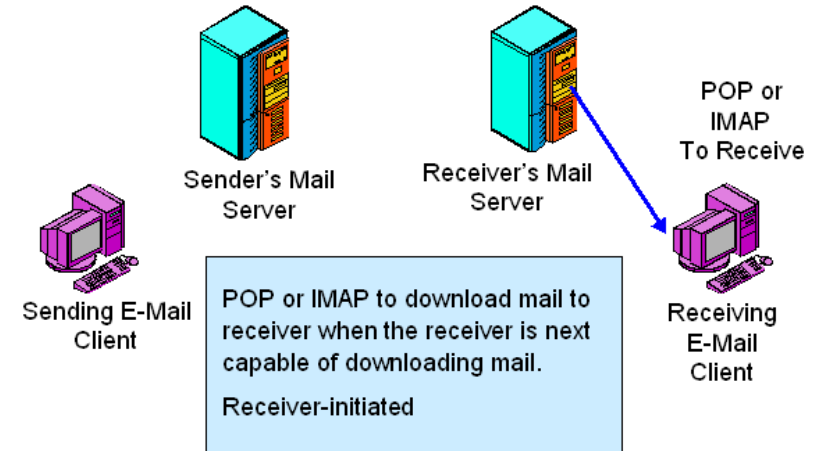 POP or
IMAP
To Receive
Sender's Mail
Server
Receiver's Mail
Server
Sending E-Mail
Client
POP or IMAP to download mail to
receiver when the receiver is next
capable of downloading mail.
Receiver-initiated
Receiving
E-Mail
Client